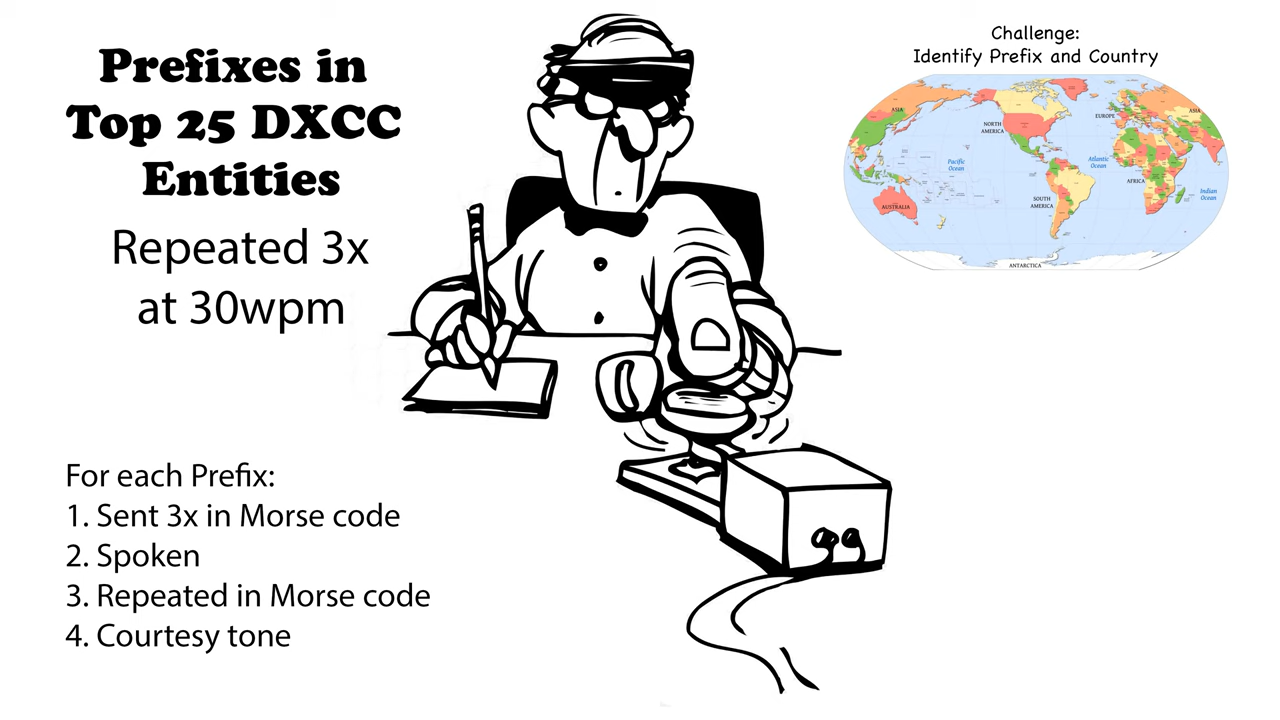 Prefixes in
Top 25 DXCC
Entities
Repeated 3x
at 30wpm
Challenge:
Identify Prefix and Country
ASIA
NORTH
AMERICA
EUROPE
ASIA
Pacific
Ocean
Atlantic
Ocean
AFRICA
Indian
Ocean
SOUTH
AMERICA
AUSTRALIA
ANTARCTICA
For each Prefix:
1. Sent 3x in Morse code
2. Spoken
3. Repeated in Morse code
4. Courtesy tone